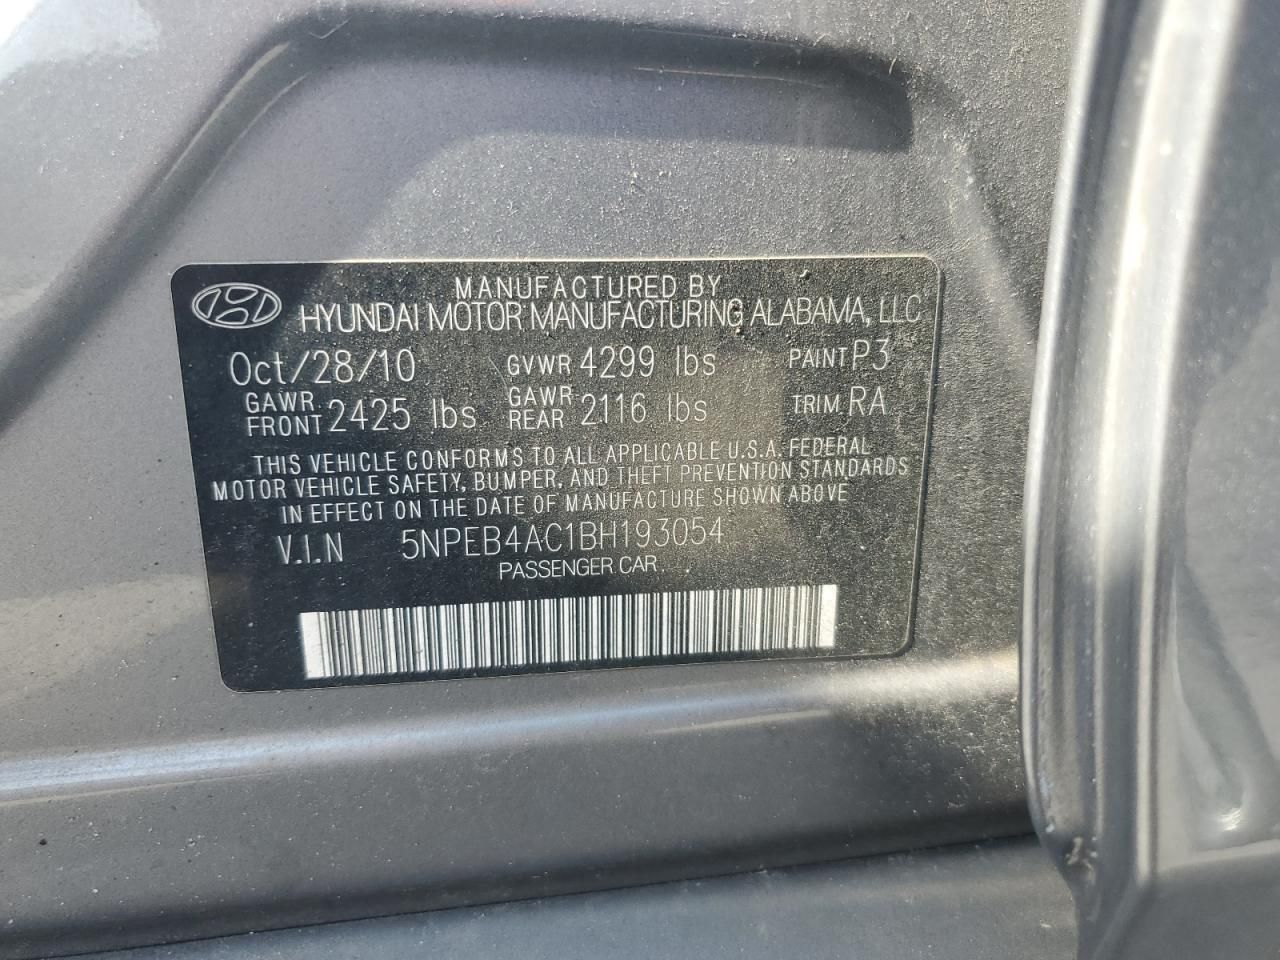 MANUFACTURED BY
HYUNDAI MOTOR MANUFACTURING ALABAMA, LLC
Oct/28/10 GVWR 4299 lbs PAINT P3
GAWR FRONT 2425 lbs GAWR REAR 2116 lbs TRIM RA
THIS VEHICLE CONFORMS TO ALL APPLICABLE U.S.A. FEDERAL
MOTOR VEHICLE SAFETY, BUMPER, AND THEFT PREVENTION STANDARDS
IN EFFECT ON THE DATE OF MANUFACTURE SHOWN ABOVE
V.I.N 5NPEB4AC1BH193054
PASSENGER CAR